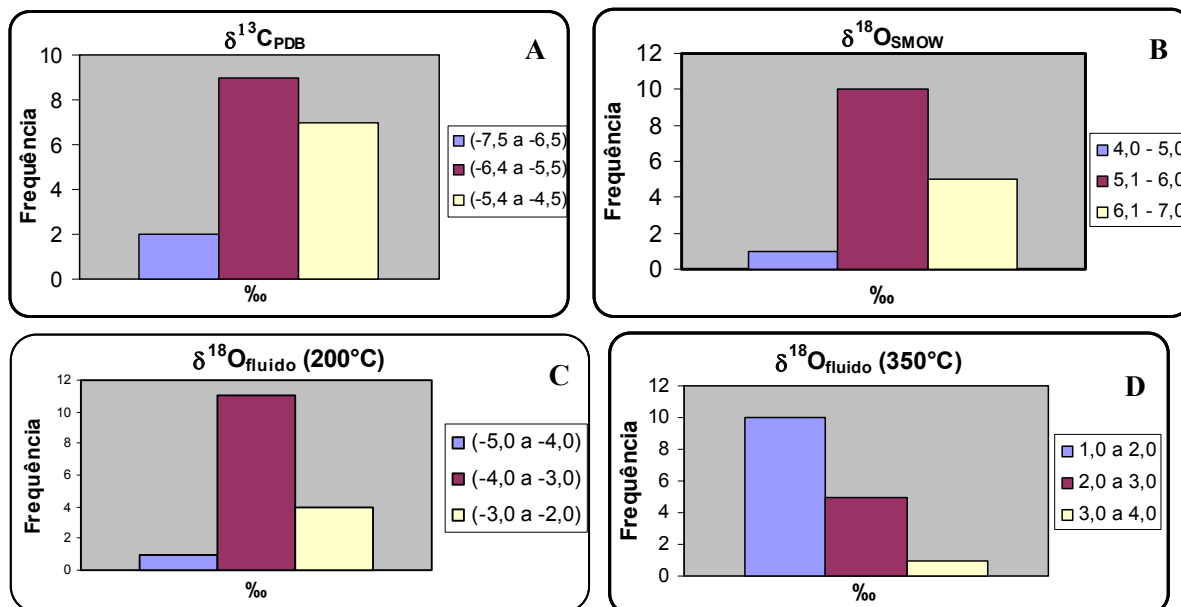 δ¹³C_PDB
A
10
8
6
4
2
0
Frequência
‰
(-7,5 a -6,5)
(-6,4 a -5,5)
(-5,4 a -4,5)
δ¹⁸O_SMOW
B
12
10
8
6
4
2
0
Frequência
‰
4,0 - 5,0
5,1 - 6,0
6,1 - 7,0
δ¹⁸O_fluido (200°C)
C
12
10
8
6
4
2
0
Frequência
‰
(-5,0 a -4,0)
(-4,0 a -3,0)
(-3,0 a -2,0)
δ¹⁸O_fluido (350°C)
D
12
10
8
6
4
2
0
Frequência
‰
1,0 a 2,0
2,0 a 3,0
3,0 a 4,0